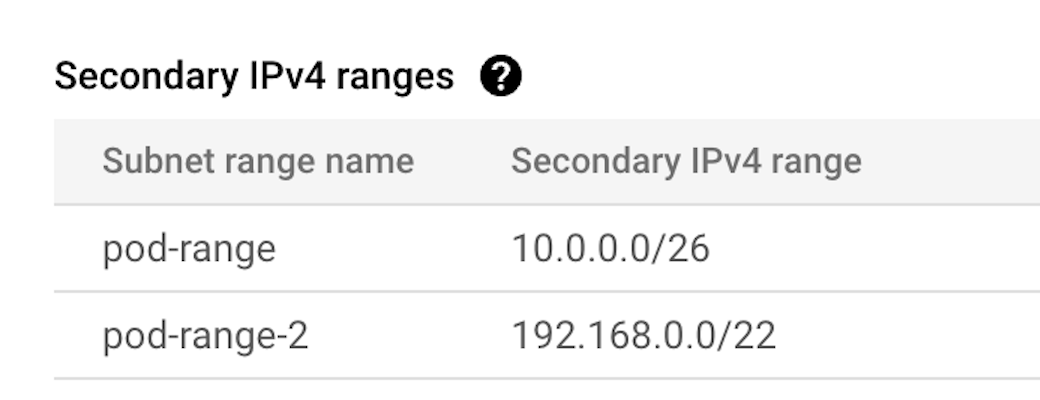 Secondary IPv4 ranges ?
Subnet range name Secondary IPv4 range
pod-range 10.0.0.0/26
pod-range-2 192.168.0.0/22